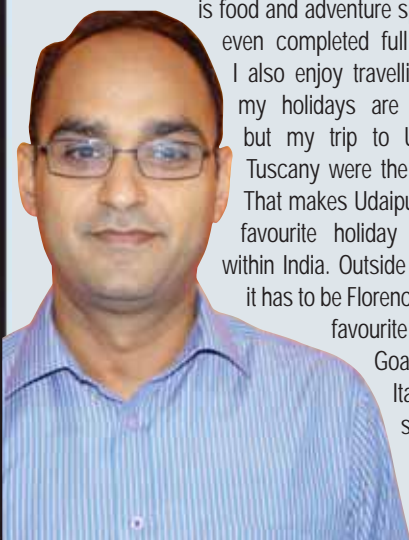 is food and adventure s
even completed full
I also enjoy travelli
my holidays are
but my trip to U
Tuscany were the
That makes Udaipu
favourite holiday
within India. Outside
it has to be Florenc
favourite
Goa
Ita
s